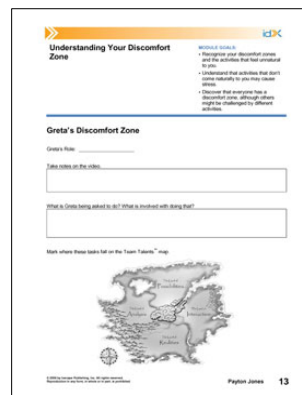 idX
Understanding Your Discomfort
Zone
MODULE GOALS:
• Recognize your discomfort zones
and the activities that feel unnatural
to you.
• Understand that activities that don't
come naturally to you may cause
stress.
• Discover that everyone has a
discomfort zone, although others
might be challenged by different
activities.
Greta's Discomfort Zone
Greta's Role:
Take notes on the video.
What is Greta being asked to do? What is involved with doing that?
Mark where these tasks fall on the Team Talents™ map.
Payton Jones 13